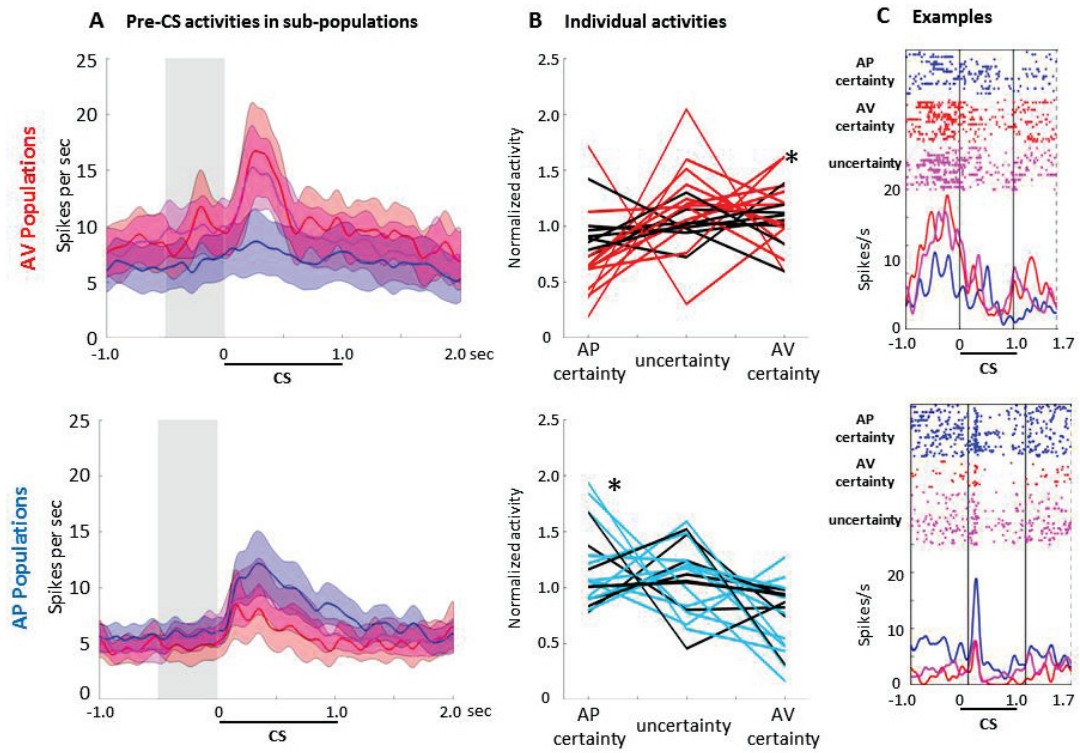 A Pre-CS activities in sub-populations
B Individual activities
C Examples
AV Populations
Spikes per sec
25
20
15
10
5
0
-1.0 0 1.0 2.0 sec
CS
Normalized activity
2.5
2.0
1.5
1.0
0.5
0
*
AP
certainty
uncertainty
AV
certainty
AP
certainty
AV
certainty
uncertainty
Spikes/s
20
10
0
-1.0 0 1.0 1.7
CS
AP Populations
Spikes per sec
25
20
15
10
5
0
-1.0 0 1.0 2.0 sec
CS
Normalized activity
2.5
2.0
1.5
1.0
0.5
0
*
AP
certainty
uncertainty
AV
certainty
AP
certainty
AV
certainty
uncertainty
Spikes/s
20
10
0
-1.0 0 1.0 1.7
CS